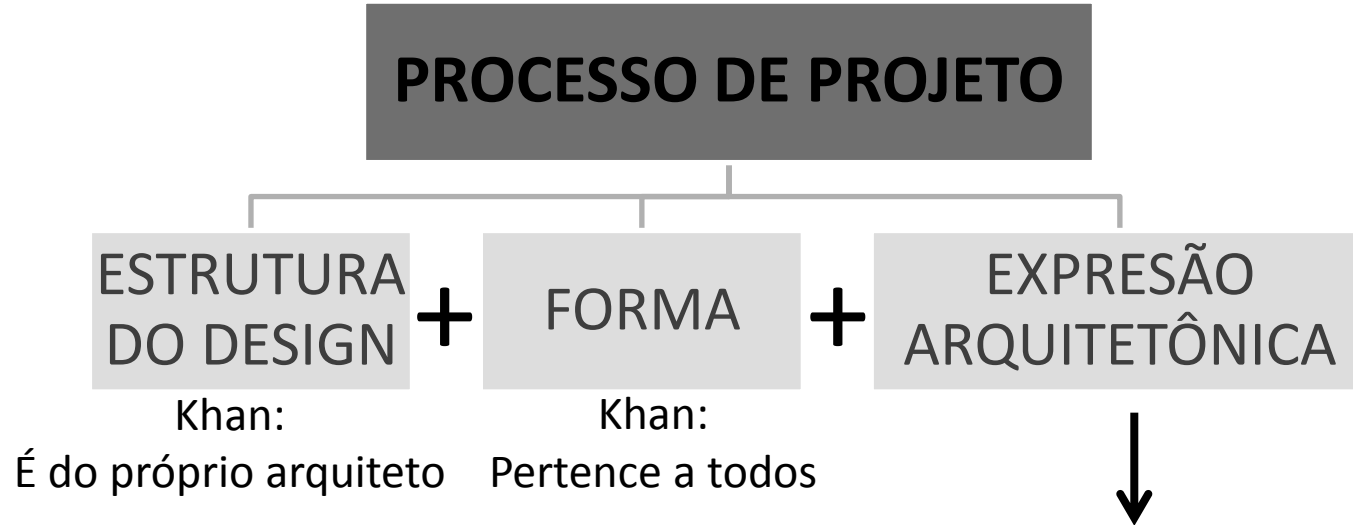 PROCESSO DE PROJETO
ESTRUTURA
DO DESIGN
+
FORMA
+
EXPRESÃO
ARQUITETÔNICA
Khan:
É do próprio arquiteto
Khan:
Pertence a todos